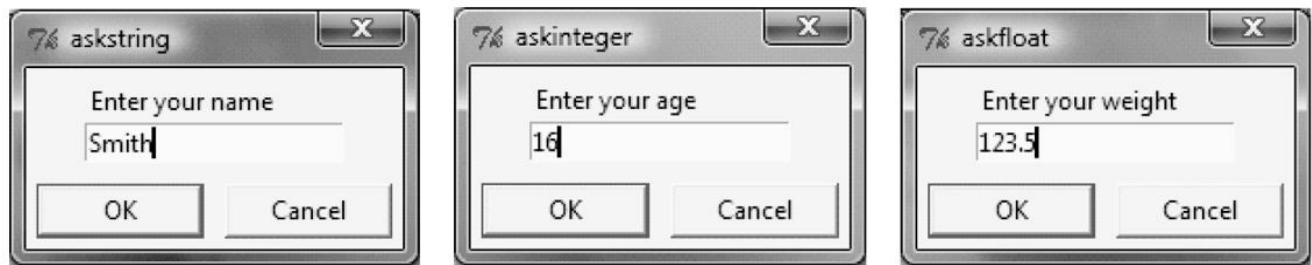 askstring
Enter your name
Smith
OK Cancel
askinteger
Enter your age
16
OK Cancel
askfloat
Enter your weight
123.5
OK Cancel